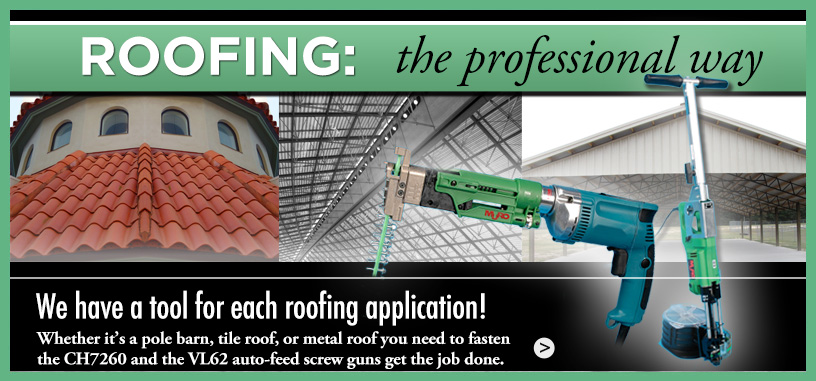 ROOFING: the professional way
MURO
We have a tool for each roofing application!
Whether it's a pole barn, tile roof, or metal roof you need to fasten
the CH7260 and the VL62 auto-feed screw guns get the job done.
>